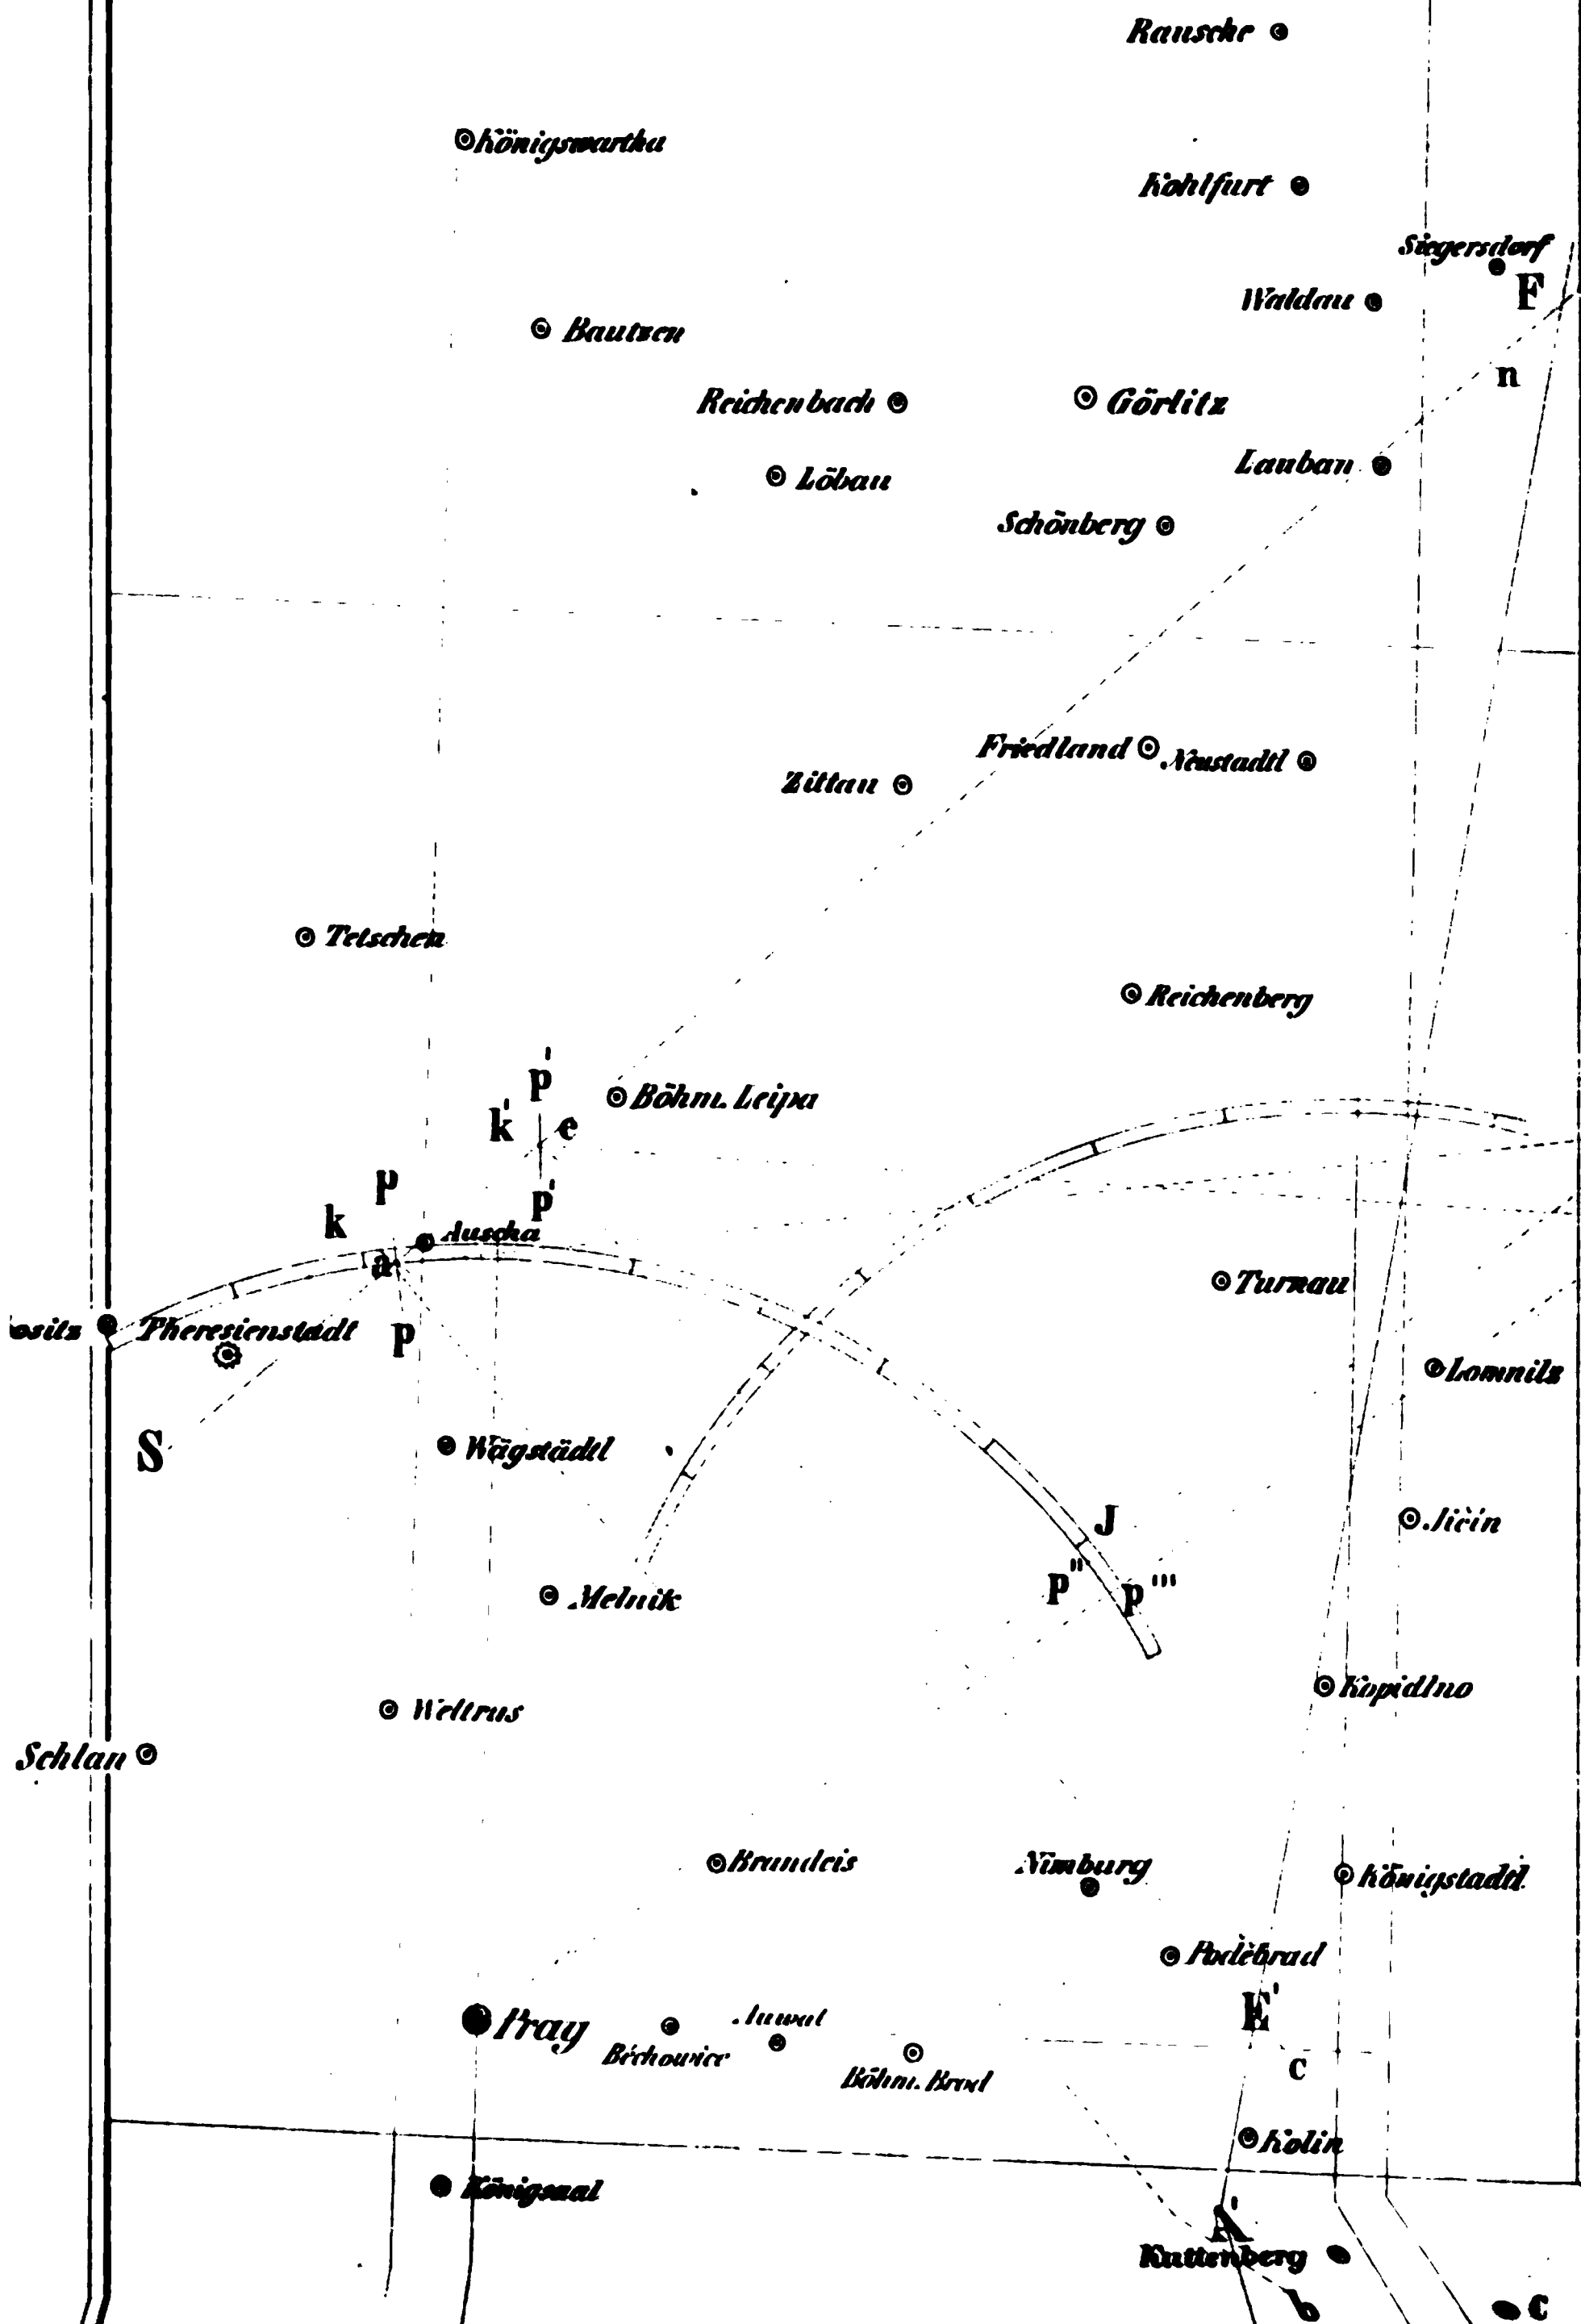 Rausche
Königswartha
Kohlfurt
Siegersdorf
F
Waldau
Bautzen
n
Reichenbach
Görlitz
Lauban
Löbau
Schönberg
Friedland
Neustadtl
Zittau
Tetschen
Reichenberg
p'
Böhm. Leipa
k'
e
p
p'
k
Auscha
a
Turnau
ositz
Theresienstadt
p
Lomnitz
S
Wägstädtl
J
Jičin
p''
p'''
Melnik
Kopidlno
Weltrus
Schlan
Brandeis
Nimburg
Königstadtl
Poděbrad
E'
Prag
Auwal
Běchowic
Böhm. Brod
c
Kolin
Königsaal
A'
Kuttenberg
b
C